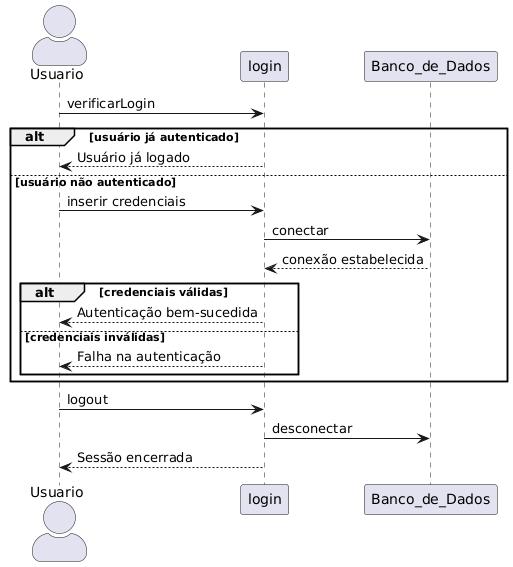 Usuario
login
Banco_de_Dados
verificarLogin
alt
[usuário já autenticado]
Usuário já logado
[usuário não autenticado]
inserir credenciais
conectar
conexão estabelecida
alt
[credenciais válidas]
Autenticação bem-sucedida
[credenciais inválidas]
Falha na autenticação
logout
desconectar
Sessão encerrada
Usuario
login
Banco_de_Dados